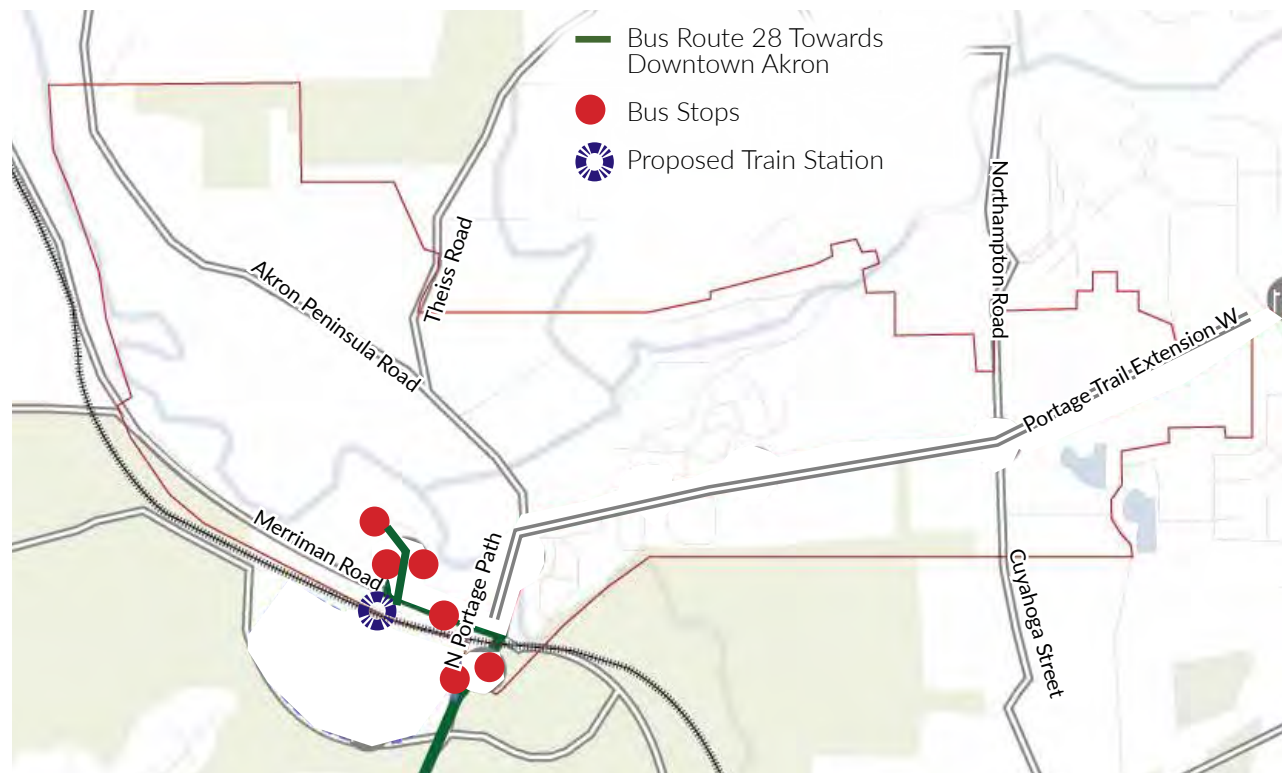 Bus Route 28 Towards
Downtown Akron
Bus Stops
Proposed Train Station
Northampton Road
Theiss Road
Akron Peninsula Road
Portage Trail Extension W
Merriman Road
N Portage Path
Cuyahoga Street